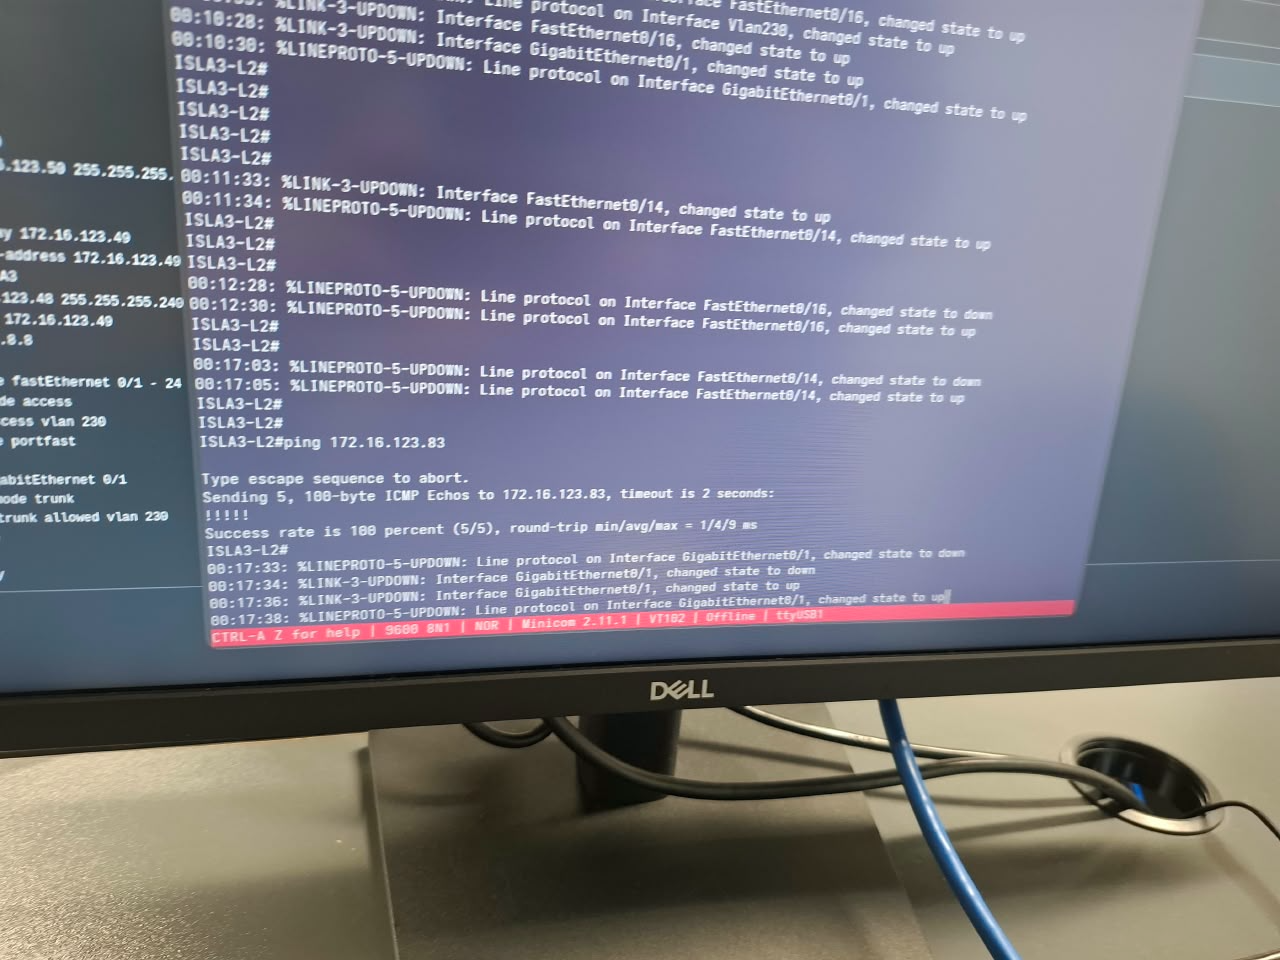 FastEthernet0/16, changed state to up
Line protocol on Interface Vlan230, changed state to up
00:10:28: %LINK-3-UPDOWN: Interface FastEthernet0/16, changed state to up
00:10:28: %LINK-3-UPDOWN: Interface GigabitEthernet0/1, changed state to up
00:10:30: %LINEPROTO-5-UPDOWN: Line protocol on Interface GigabitEthernet0/1, changed state to up
ISLA3-L2#
ISLA3-L2#
ISLA3-L2#
ISLA3-L2#
ISLA3-L2#
00:11:33: %LINK-3-UPDOWN: Interface FastEthernet0/14, changed state to up
00:11:34: %LINEPROTO-5-UPDOWN: Line protocol on Interface FastEthernet0/14, changed state to up
ISLA3-L2#
ISLA3-L2#
ISLA3-L2#
00:12:28: %LINEPROTO-5-UPDOWN: Line protocol on Interface FastEthernet0/16, changed state to down
00:12:30: %LINEPROTO-5-UPDOWN: Line protocol on Interface FastEthernet0/16, changed state to up
ISLA3-L2#
ISLA3-L2#
00:17:03: %LINEPROTO-5-UPDOWN: Line protocol on Interface FastEthernet0/14, changed state to down
00:17:05: %LINEPROTO-5-UPDOWN: Line protocol on Interface FastEthernet0/14, changed state to up
ISLA3-L2#
ISLA3-L2#
ISLA3-L2#ping 172.16.123.83
Type escape sequence to abort.
Sending 5, 100-byte ICMP Echos to 172.16.123.83, timeout is 2 seconds:
!!!!!
Success rate is 100 percent (5/5), round-trip min/avg/max = 1/4/9 ms
ISLA3-L2#
00:17:33: %LINEPROTO-5-UPDOWN: Line protocol on Interface GigabitEthernet0/1, changed state to down
00:17:34: %LINK-3-UPDOWN: Interface GigabitEthernet0/1, changed state to down
00:17:36: %LINK-3-UPDOWN: Interface GigabitEthernet0/1, changed state to up
00:17:38: %LINEPROTO-5-UPDOWN: Line protocol on Interface GigabitEthernet0/1, changed state to up
CTRL-A Z for help | 9600 8N1 | NOR | Minicom 2.11.1 | VT102 | Offline | ttyUSB1
.123.50 255.255.255.
y 172.16.123.49
-address 172.16.123.49
A3
123.48 255.255.255.240
172.16.123.49
.8.8
e fastEthernet 0/1 - 24
de access
cess vlan 230
e portfast
abitEthernet 0/1
mode trunk
trunk allowed vlan 230
y
DELL